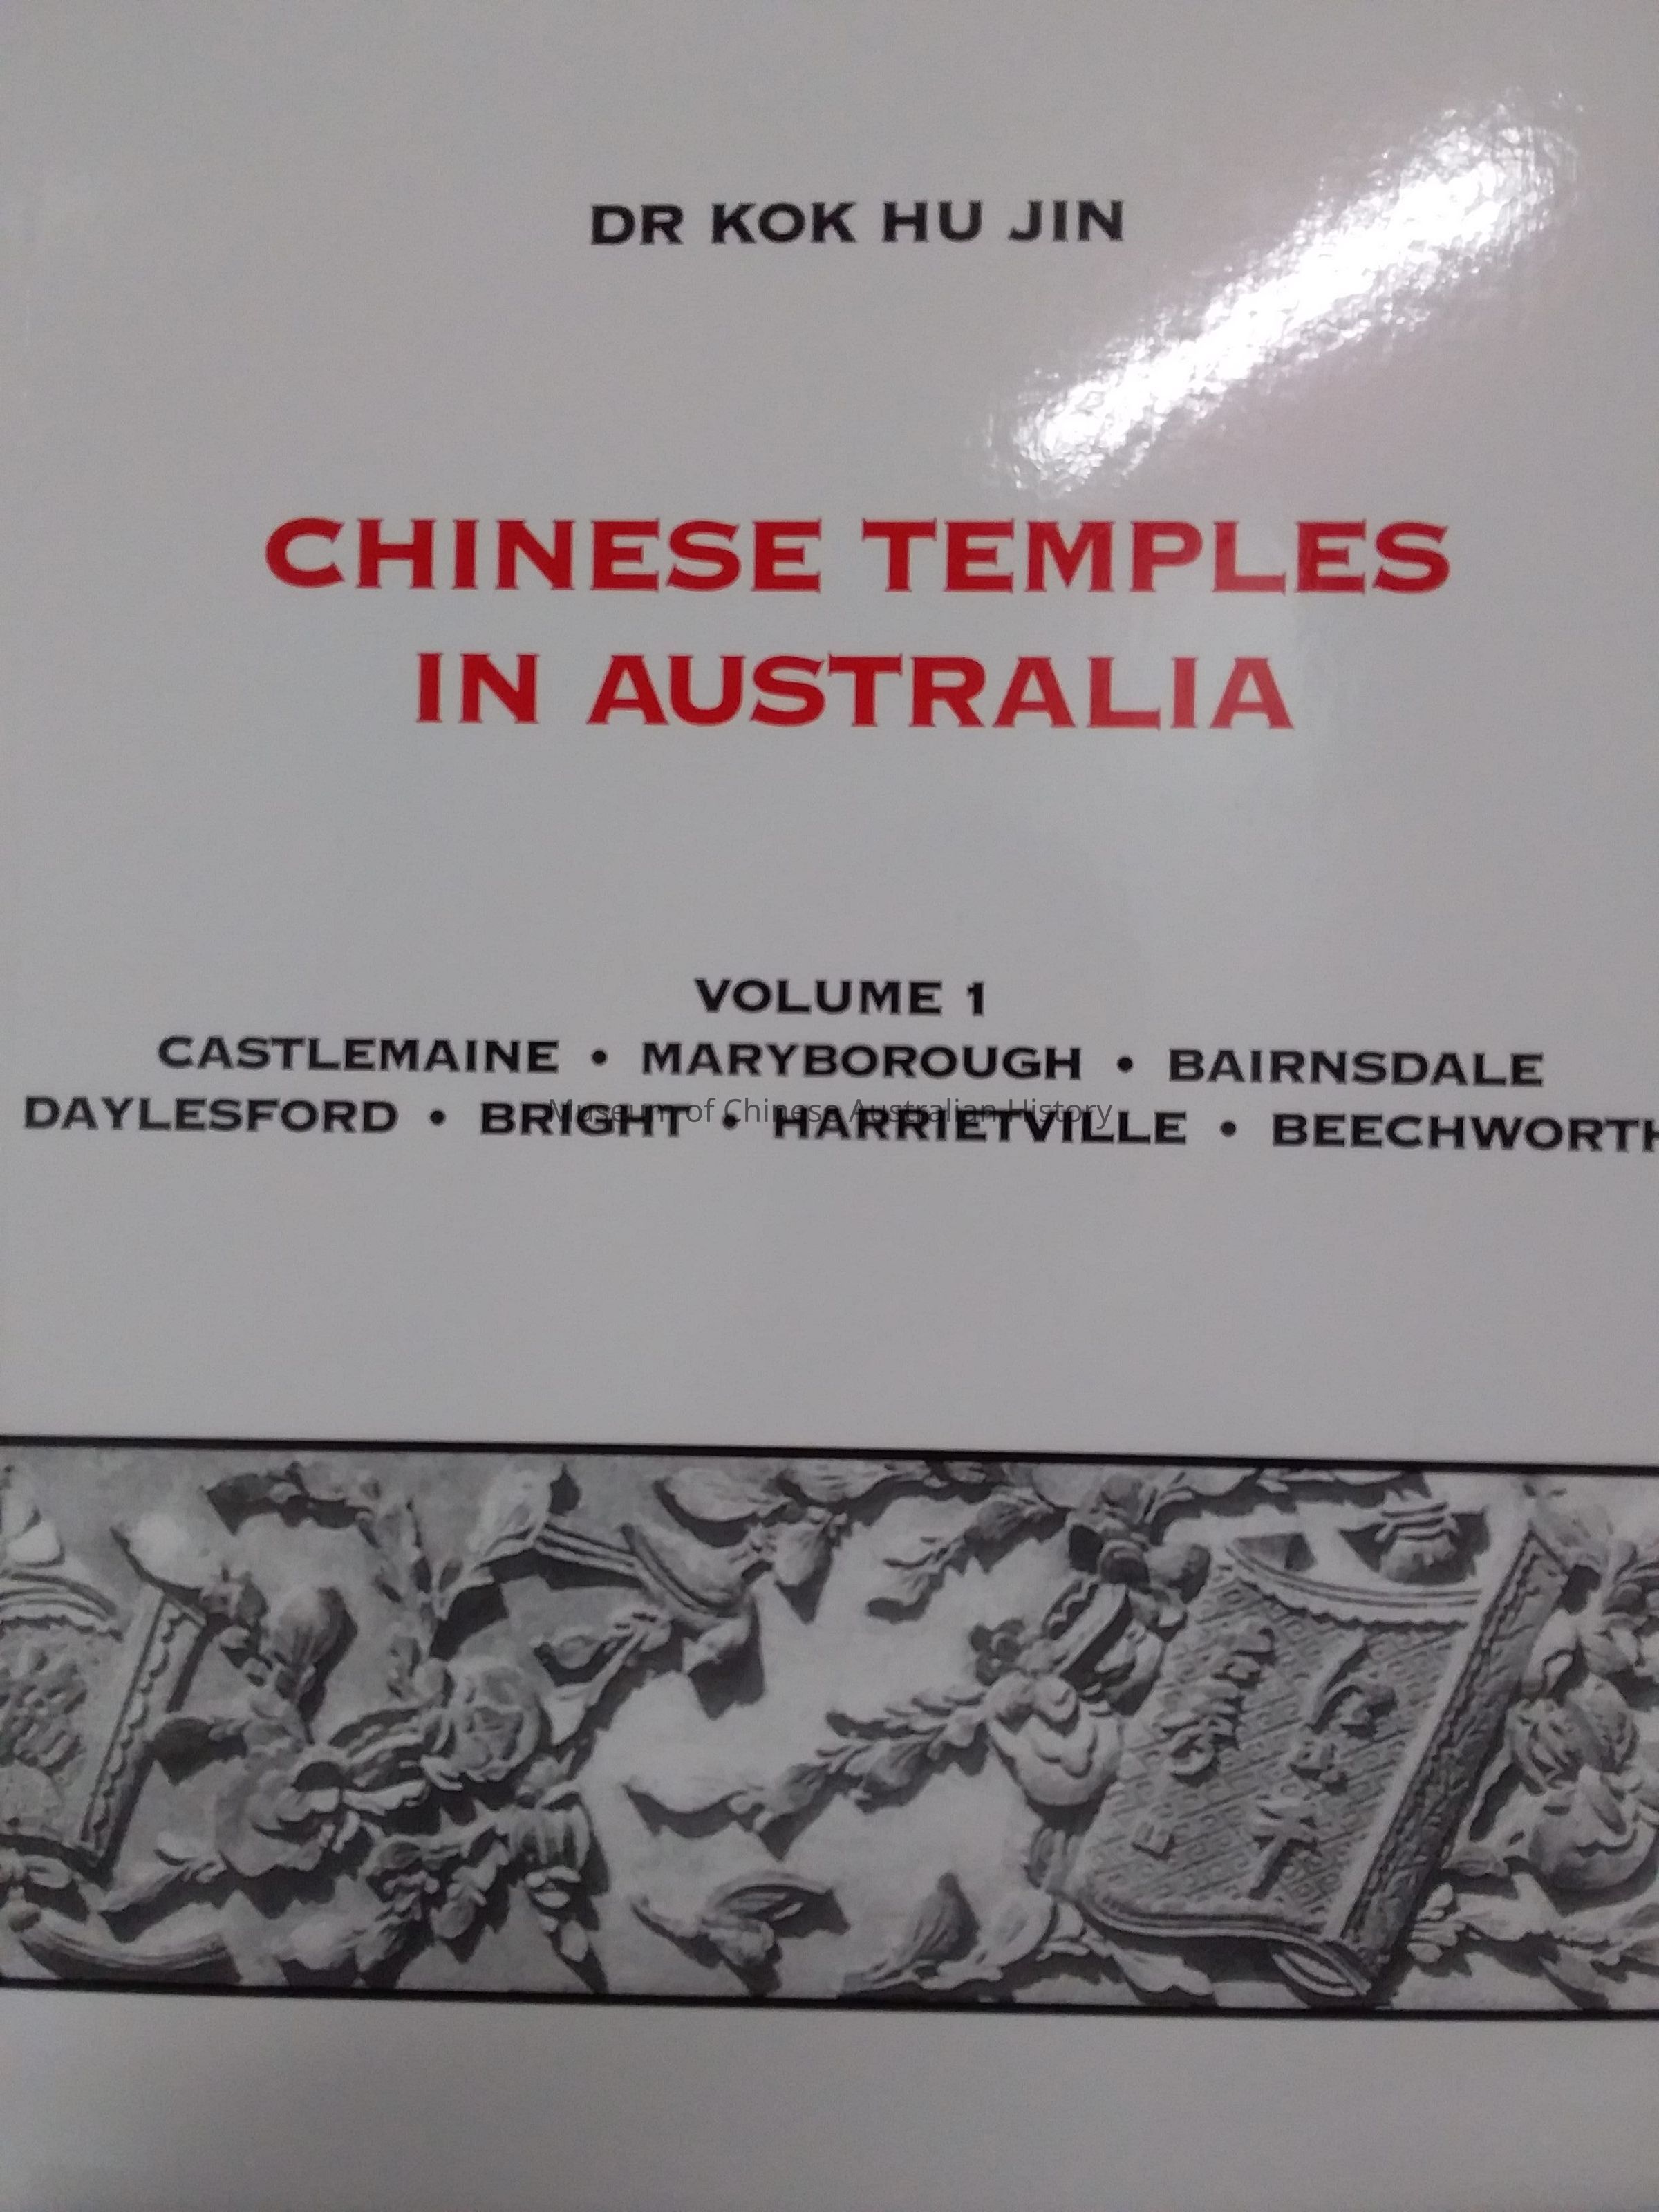 DR KOK HU JIN
CHINESE TEMPLES
IN AUSTRALIA
VOLUME 1
CASTLEMAINE • MARYBOROUGH • BAIRNSDALE
DAYLESFORD • BRIGHT • HARRIETVILLE • BEECHWORTH
Museum of Chinese Australian History